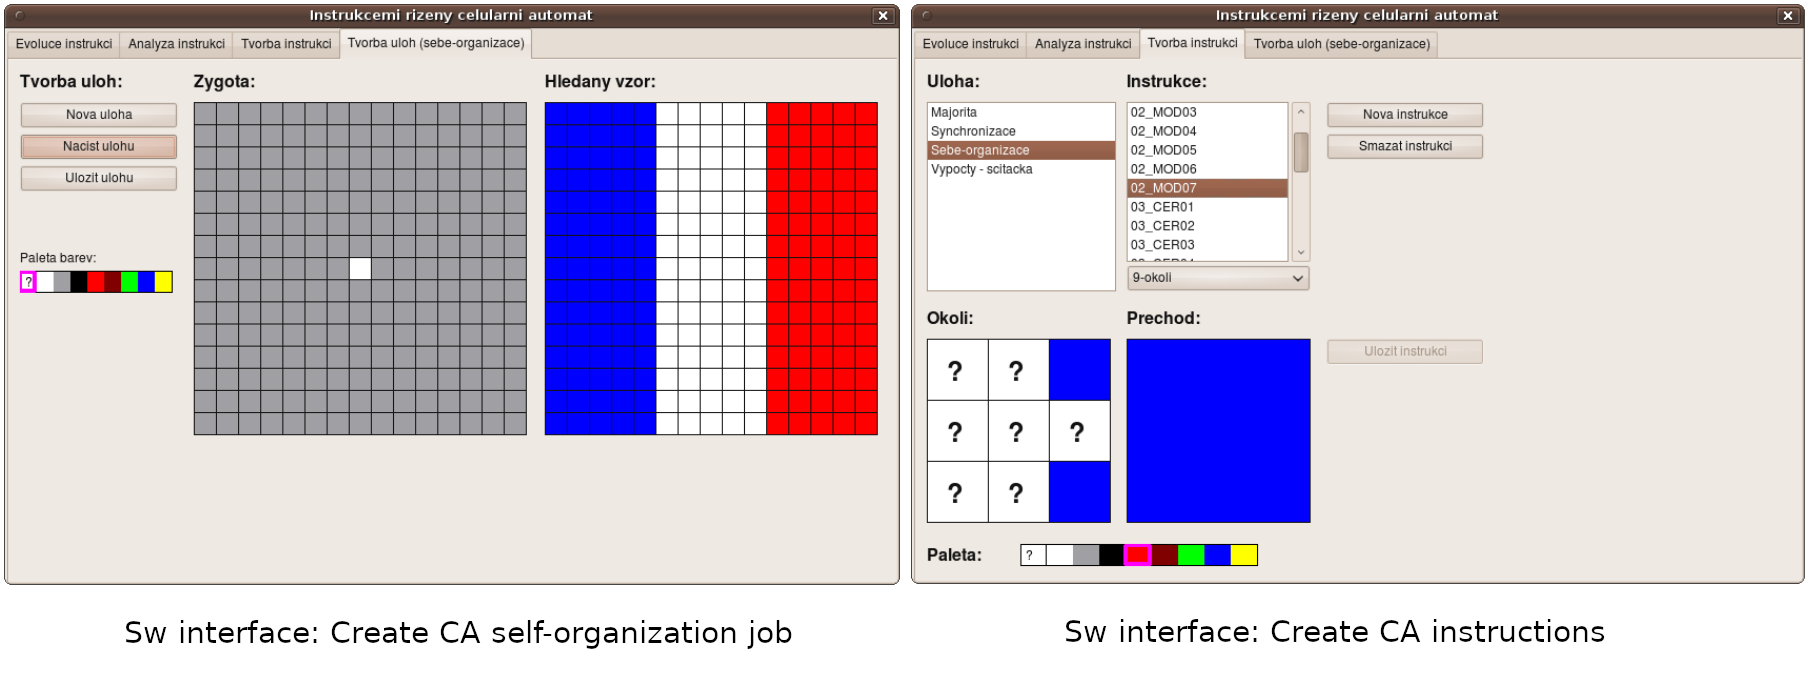 Instrukcemi rizeny celularni automat
Evoluce instrukci Analyza instrukci Tvorba instrukci Tvorba uloh (sebe-organizace)
Tvorba uloh: Zygota: Hledany vzor:
Nova uloha
Nacist ulohu
Ulozit ulohu
Paleta barev:
?
Sw interface: Create CA self-organization job
Instrukcemi rizeny celularni automat
Evoluce instrukci Analyza instrukci Tvorba instrukci Tvorba uloh (sebe-organizace)
Uloha: Instrukce:
Majorita
Synchronizace
Sebe-organizace
Vypocty - scitacka
02_MOD03
02_MOD04
02_MOD05
02_MOD06
02_MOD07
03_CER01
03_CER02
03_CER03
9-okoli
Nova instrukce
Smazat instrukci
Okoli: Prechod:
? ?
? ? ?
? ?
Ulozit instrukci
Paleta: ?
Sw interface: Create CA instructions